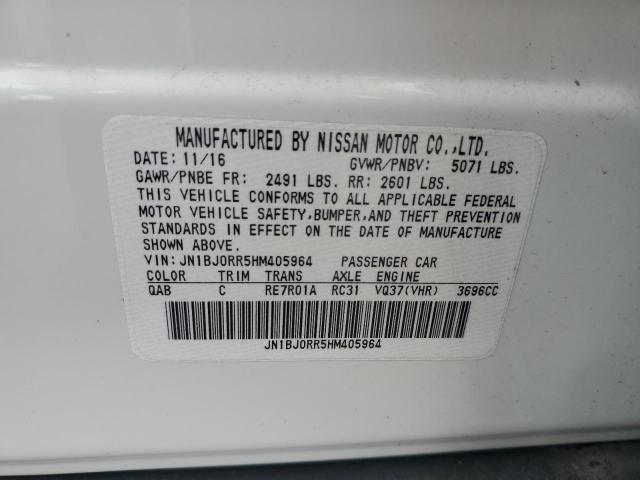 MANUFACTURED BY NISSAN MOTOR CO.,LTD.
DATE: 11/16 GVWR/PNBV: 5071 LBS.
GAWR/PNBE FR: 2491 LBS. RR: 2601 LBS.
THIS VEHICLE CONFORMS TO ALL APPLICABLE FEDERAL
MOTOR VEHICLE SAFETY,BUMPER,AND THEFT PREVENTION
STANDARDS IN EFFECT ON THE DATE OF MANUFACTURE
SHOWN ABOVE.
VIN: JN1BJ0RR5HM405964 PASSENGER CAR
COLOR TRIM TRANS AXLE ENGINE
QAB C RE7R01A RC31 VQ37(VHR) 3696CC
JN1BJ0RR5HM405964